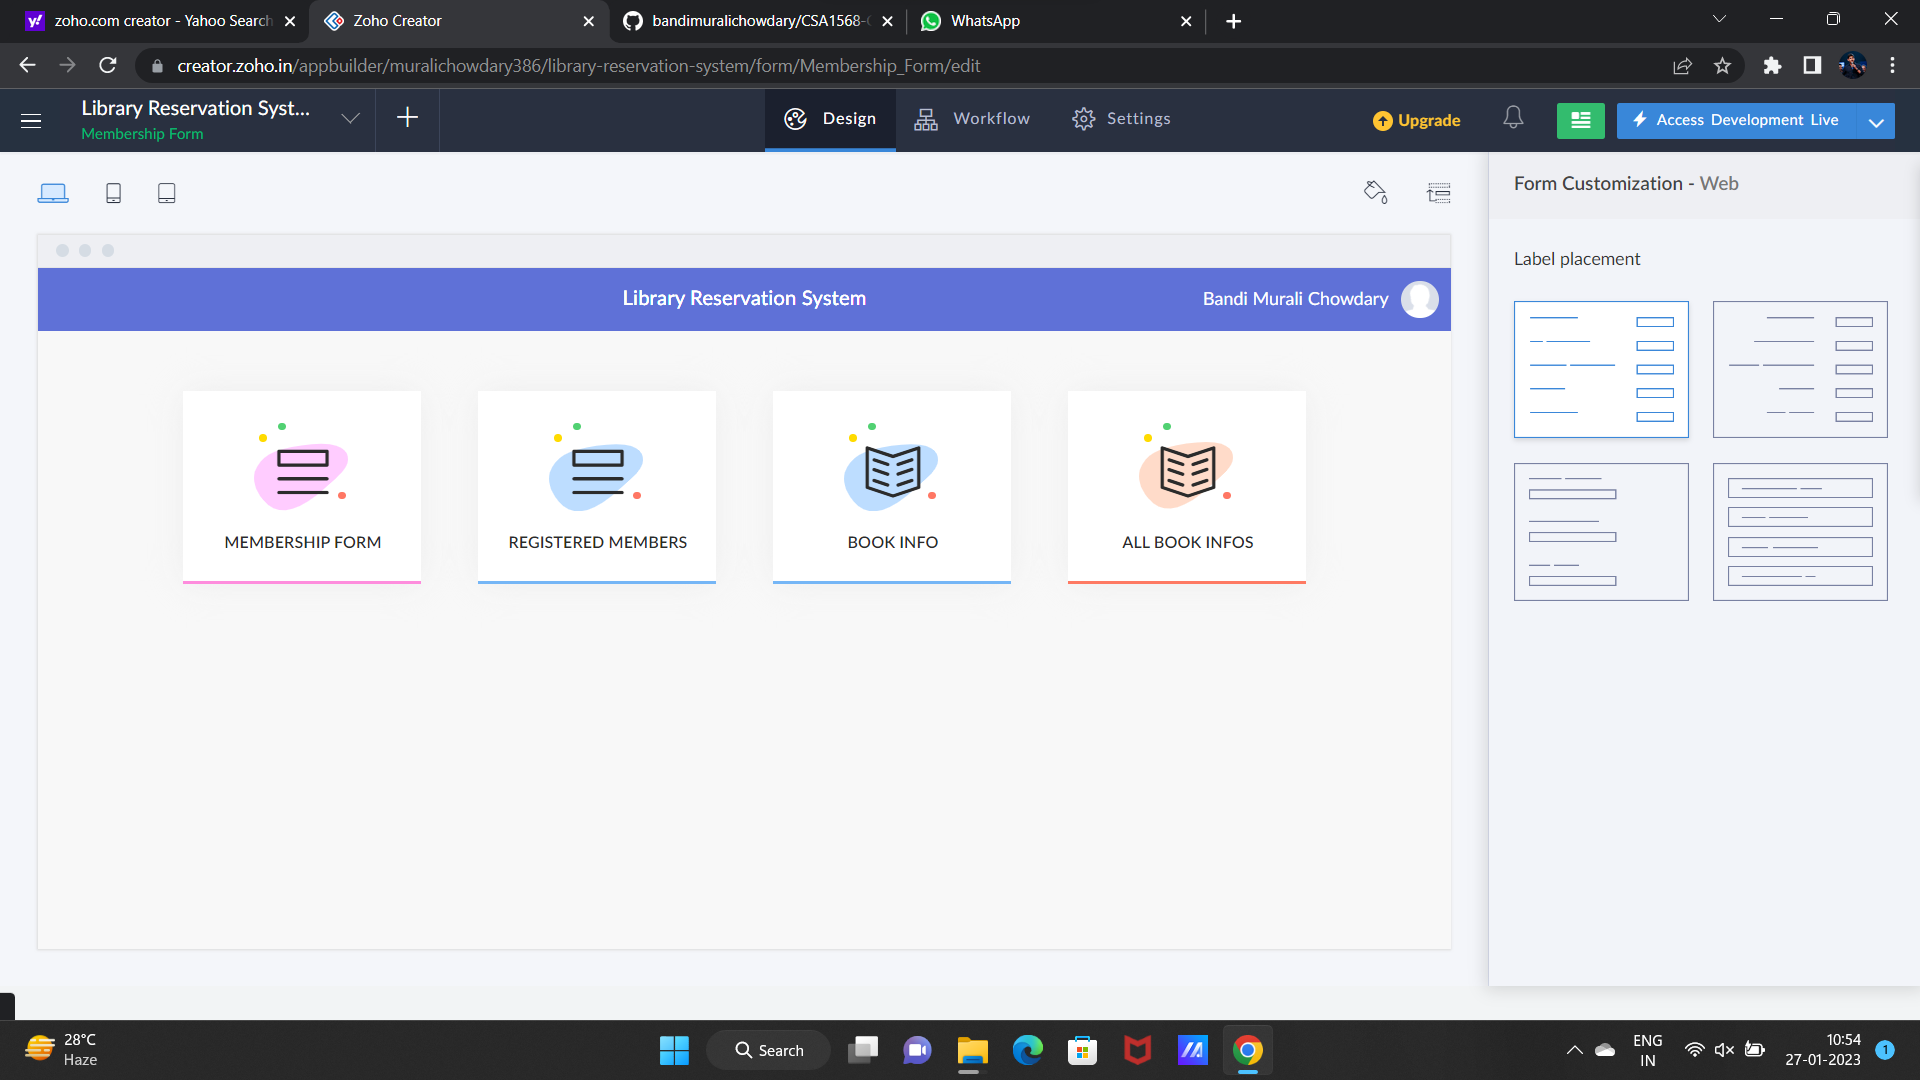 zoho.com creator - Yahoo Search
Zoho Creator
bandimuralichowdary/CSA1568-
WhatsApp
creator.zoho.in/appbuilder/muralichowdary386/library-reservation-system/form/Membership_Form/edit
Library Reservation Syst...
Membership Form
Design
Workflow
Settings
Upgrade
Access Development Live
Form Customization - Web
Label placement
Library Reservation System
Bandi Murali Chowdary
MEMBERSHIP FORM
REGISTERED MEMBERS
BOOK INFO
ALL BOOK INFOS
28°C
Haze
Search
ENG
IN
10:54
27-01-2023
1